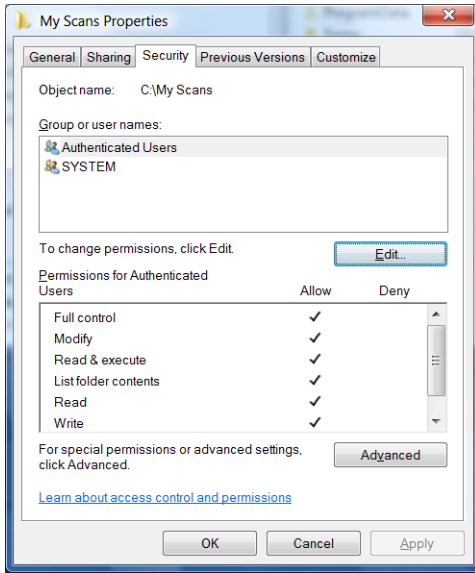 My Scans Properties
General Sharing Security Previous Versions Customize
Object name: C:\My Scans
Group or user names:
Authenticated Users
SYSTEM
To change permissions, click Edit.
Edit...
Permissions for Authenticated
Users Allow Deny
Full control
Modify
Read & execute
List folder contents
Read
Write
For special permissions or advanced settings,
click Advanced.
Advanced
Learn about access control and permissions
OK Cancel Apply